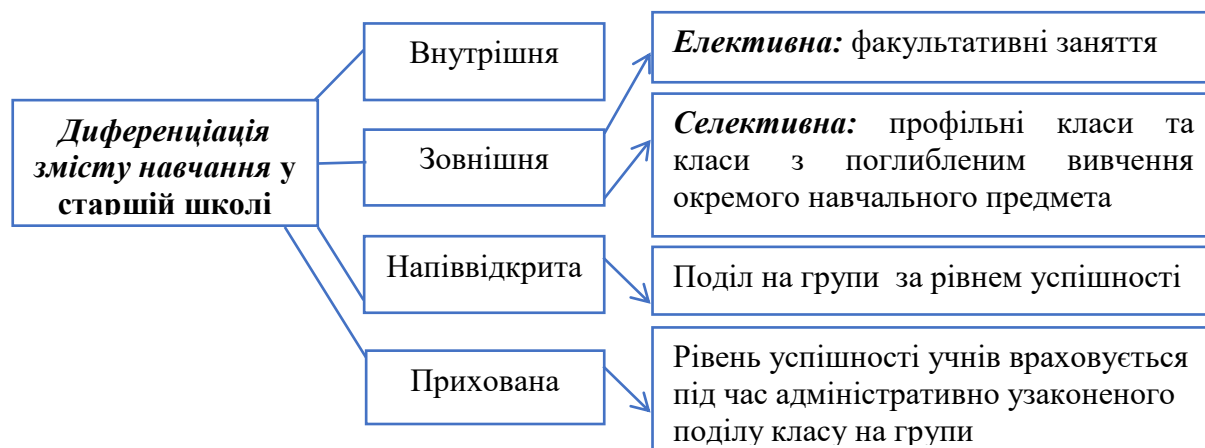 Диференціація
змісту навчання у
старшій школі
Внутрішня
Зовнішня
Напіввідкрита
Прихована
Елективна: факультативні заняття
Селективна: профільні класи та
класи з поглибленим вивчення
окремого навчального предмета
Поділ на групи за рівнем успішності
Рівень успішності учнів враховується
під час адміністративно узаконеного
поділу класу на групи